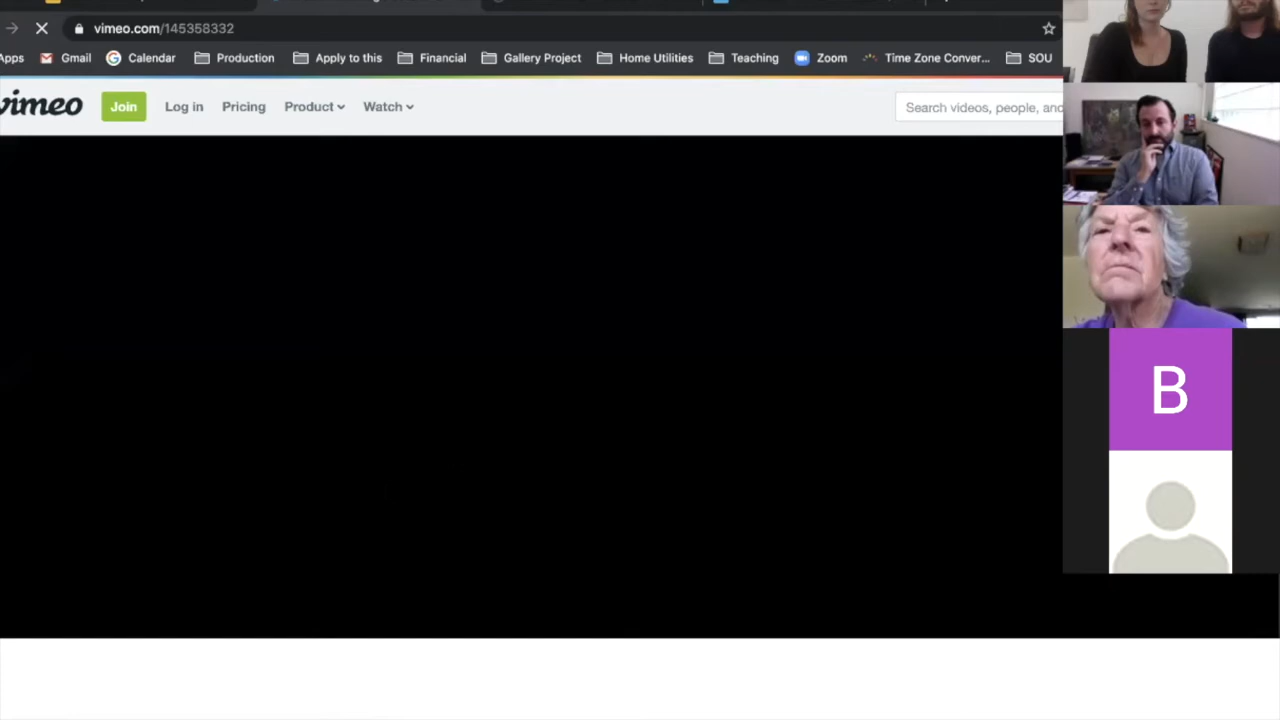 vimeo.com/145358332
Apps Gmail Calendar Production Apply to this Financial Gallery Project Home Utilities Teaching Zoom Time Zone Conver... SOU
vimeo Join Log in Pricing Product Watch Search videos, people, and
B